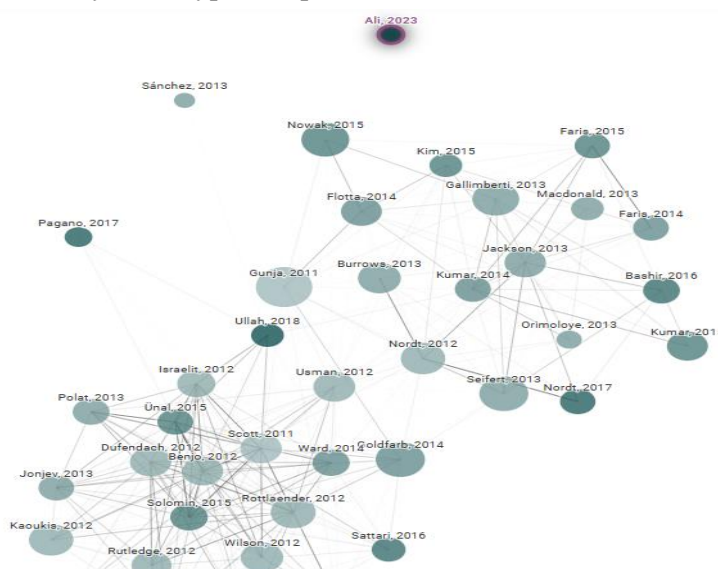 Ali, 2023
Sánchez, 2013
Nowak, 2015
Faris, 2015
Kim, 2015
Gallimberti, 2013
Macdonald, 2013
Flotta, 2014
Faris, 2014
Pagano, 2017
Jackson, 2013
Gunja, 2011
Burrows, 2013
Kumar, 2014
Bashir, 2016
Ullah, 2018
Orimoloye, 2013
Kumar, 201
Nordt, 2012
Israelit, 2012
Usman, 2012
Seifert, 2013
Nordt, 2017
Polat, 2013
Ünal, 2015
Scott, 2011
Dufendach, 2012
Benjo, 2012
Ward, 2014
Goldfarb, 2014
Jonjev, 2013
Solomin, 2015
Rottlaender, 2012
Kaoukis, 2012
Sattari, 2016
Rutledge, 2012
Wilson, 2012